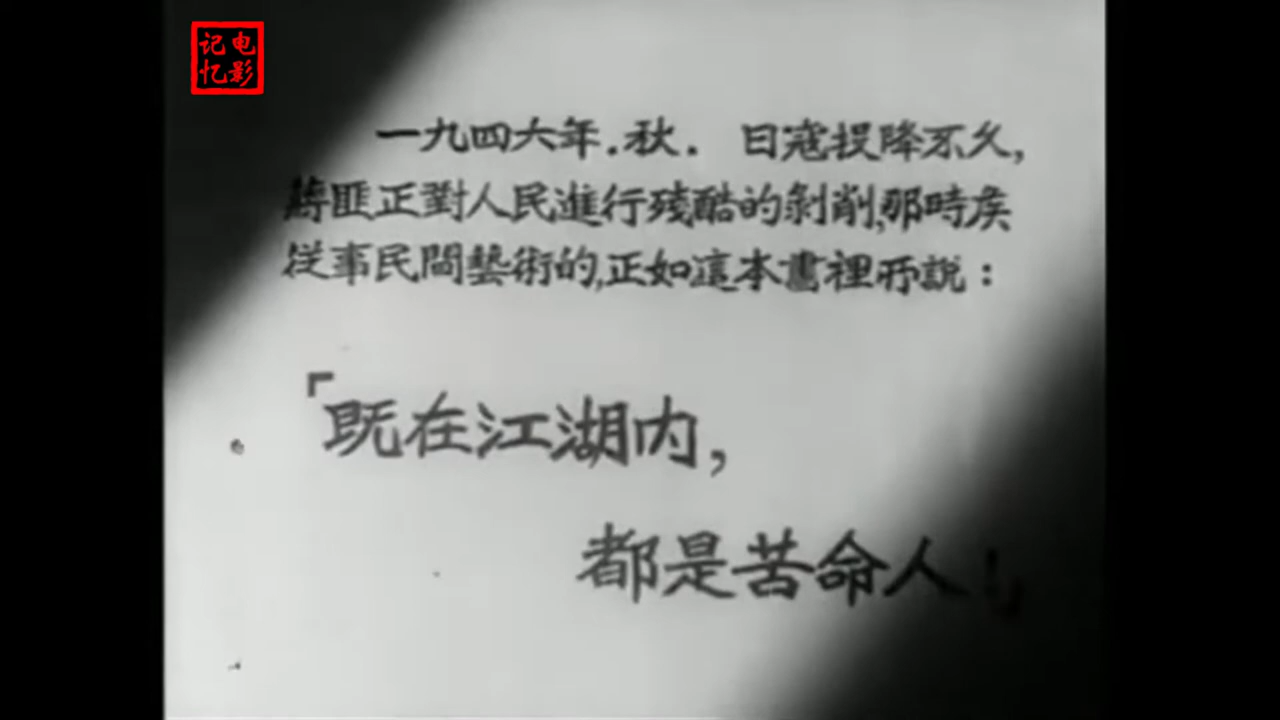 电影
记忆
一九四六年.秋. 日寇投降不久,
蔣匪正對人民進行殘酷的剝削,那時矦
從事民間藝術的,正如這本書裡所說：
「既在江湖内,
都是苦命人！」